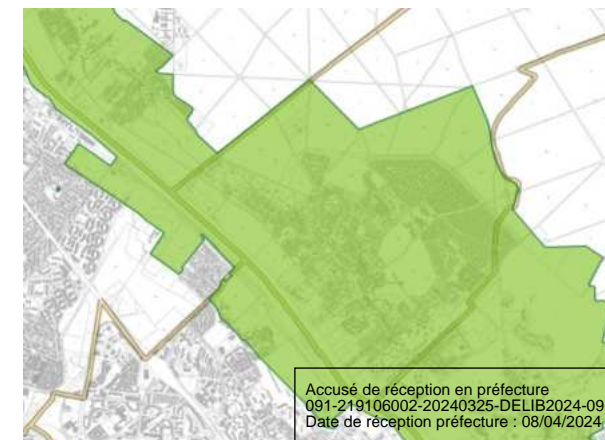 Accusé de réception en préfecture
091-219106002-20240325-DELIB2024-09
Date de réception préfecture : 08/04/2024